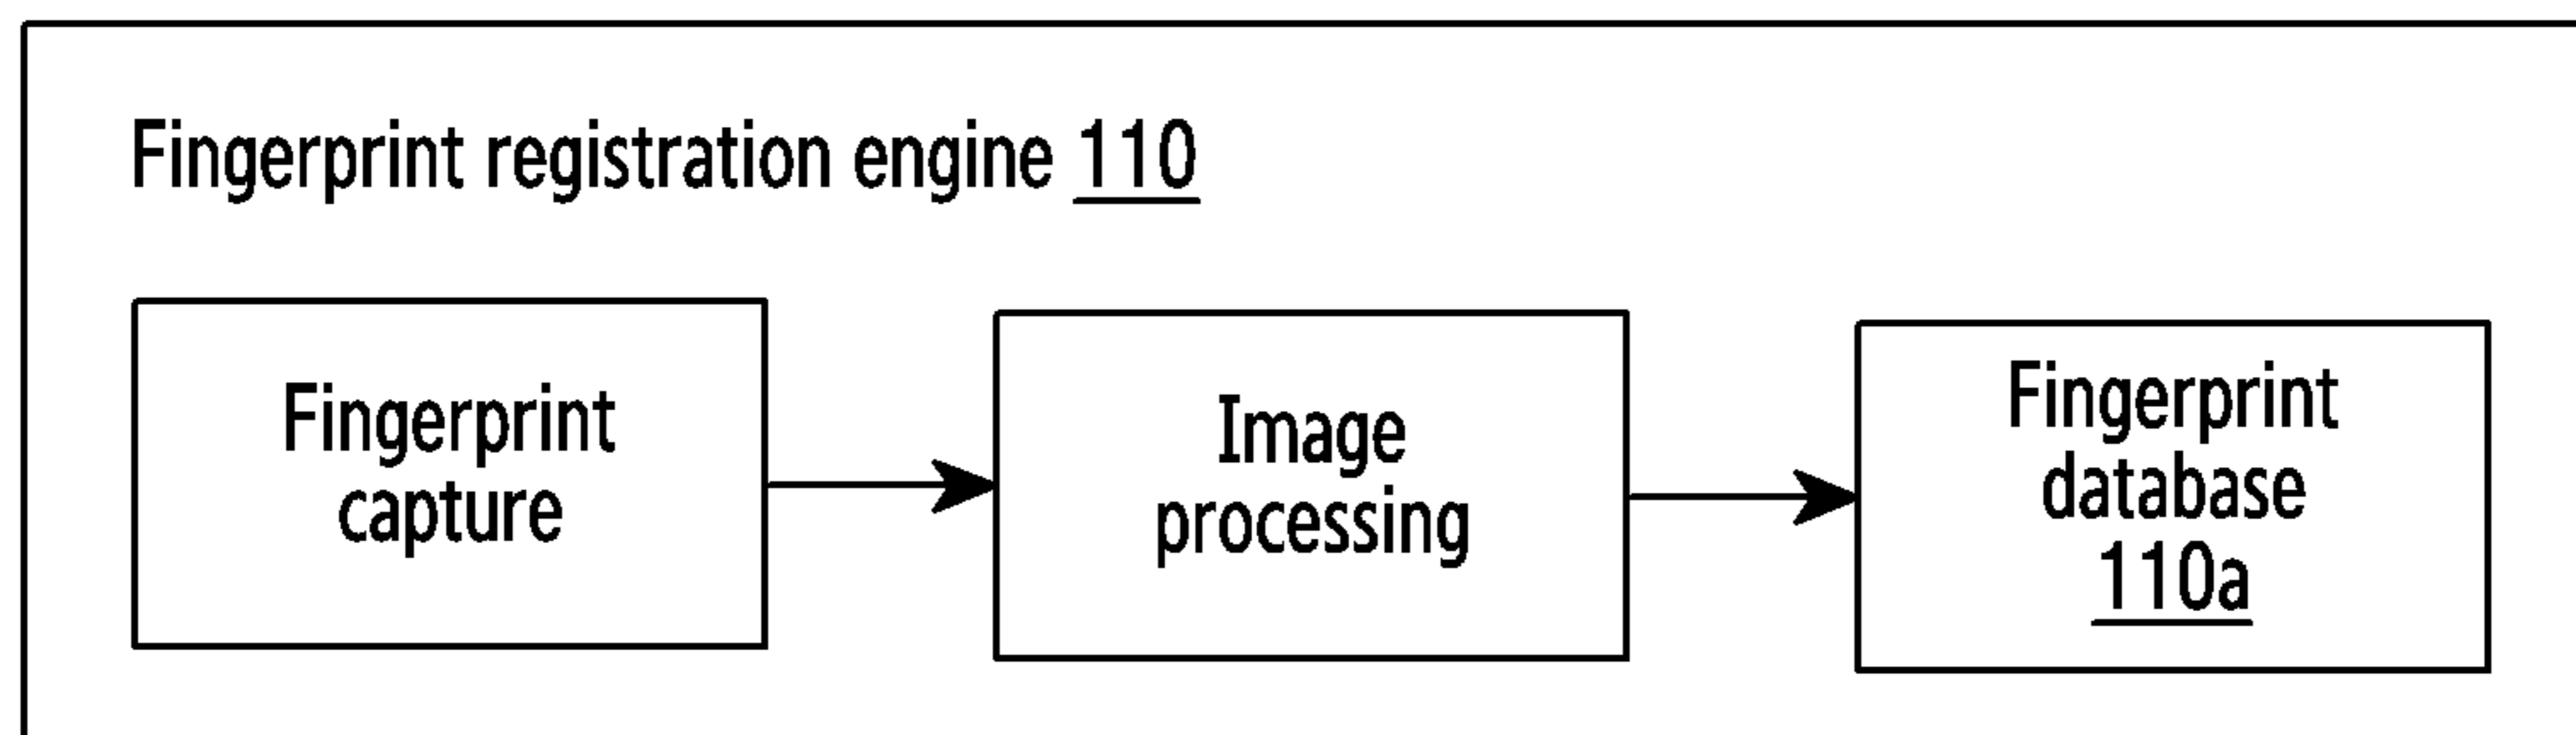 Fingerprint registration engine 110
Fingerprint
capture
Image
processing
Fingerprint
database
110a